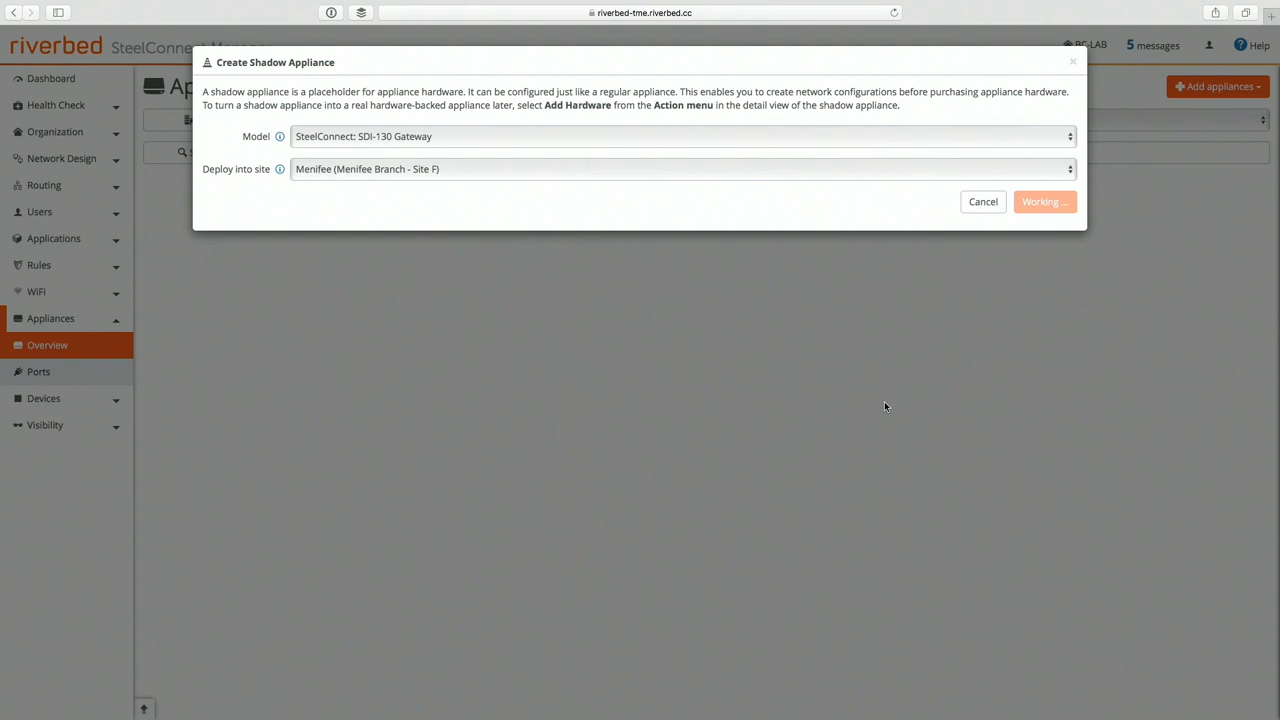 riverbed-tme.riverbed.cc
riverbed SteelConnect Manager
BC-LAB
5 messages
Help
Dashboard
Health Check
Organization
Network Design
Routing
Users
Applications
Rules
WiFi
Appliances
Overview
Ports
Devices
Visibility
Ap
Add appliances
S
Create Shadow Appliance
×
A shadow appliance is a placeholder for appliance hardware. It can be configured just like a regular appliance. This enables you to create network configurations before purchasing appliance hardware.
To turn a shadow appliance into a real hardware-backed appliance later, select Add Hardware from the Action menu in the detail view of the shadow appliance.
Model SteelConnect: SDI-130 Gateway
Deploy into site Menifee (Menifee Branch - Site F)
Cancel Working ...